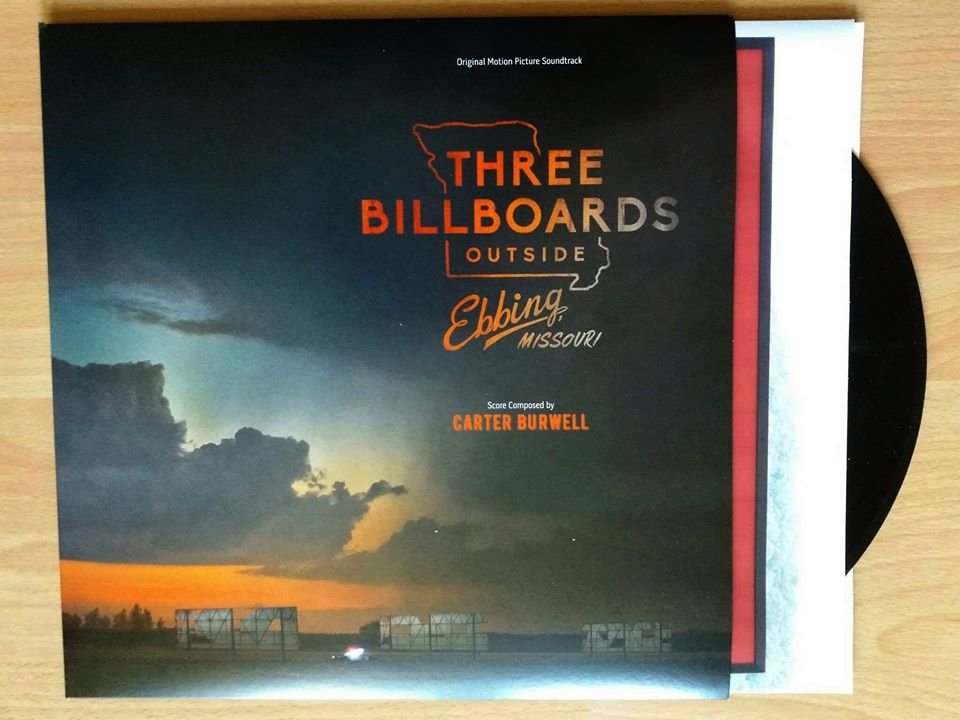 Original Motion Picture Soundtrack
THREE
BILLBOARDS
OUTSIDE
Ebbing,
MISSOURI
Score Composed by
CARTER BURWELL